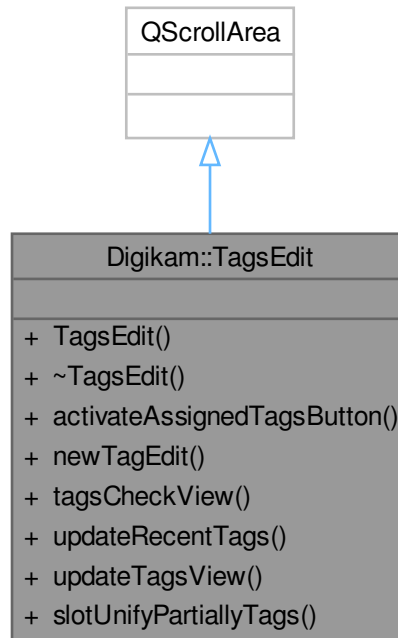 QScrollArea
Digikam::TagsEdit
+ TagsEdit()
+ ~TagsEdit()
+ activateAssignedTagsButton()
+ newTagEdit()
+ tagsCheckView()
+ updateRecentTags()
+ updateTagsView()
+ slotUnifyPartiallyTags()